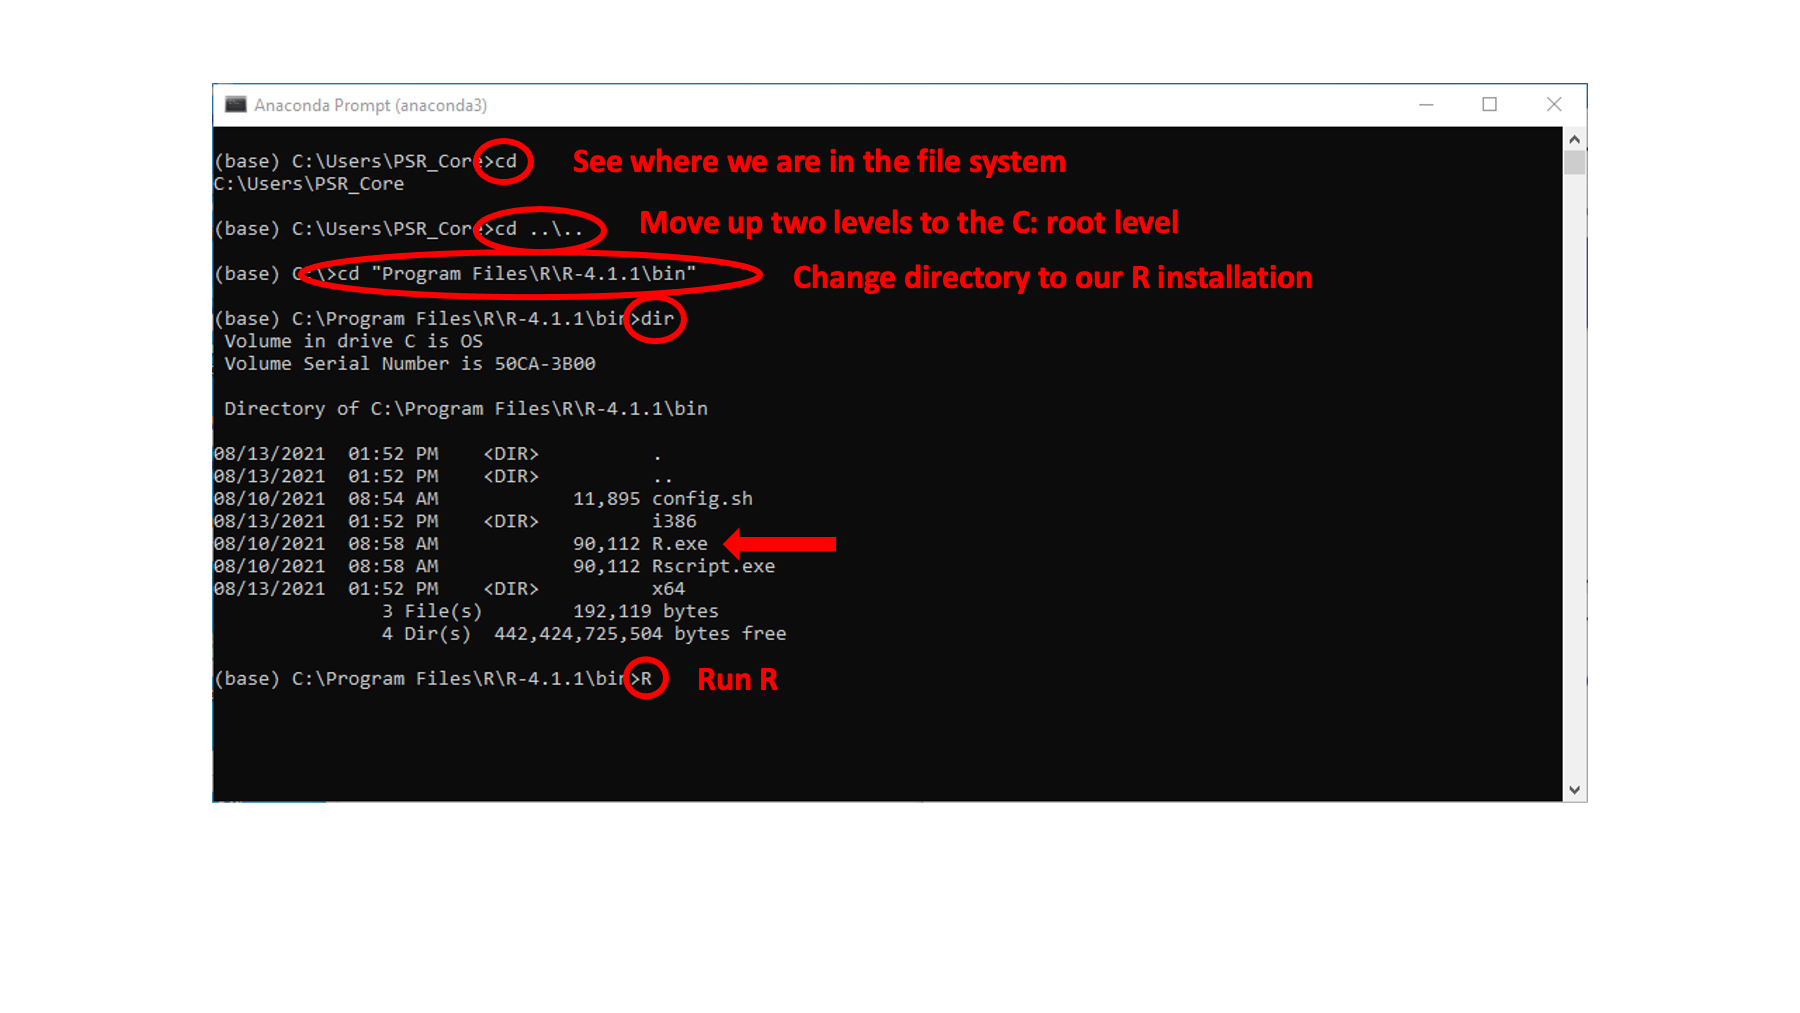 Anaconda Prompt (anaconda3)
(base) C:\Users\PSR_Core>cd See where we are in the file system
C:\Users\PSR_Core
(base) C:\Users\PSR_Core>cd ..\.. Move up two levels to the C: root level
(base) C:\>cd "Program Files\R\R-4.1.1\bin" Change directory to our R installation
(base) C:\Program Files\R\R-4.1.1\bin>dir
Volume in drive C is OS
Volume Serial Number is 50CA-3B00
Directory of C:\Program Files\R\R-4.1.1\bin
08/13/2021 01:52 PM <DIR> .
08/13/2021 01:52 PM <DIR> ..
08/10/2021 08:54 AM 11,895 config.sh
08/13/2021 01:52 PM <DIR> i386
08/10/2021 08:58 AM 90,112 R.exe
08/10/2021 08:58 AM 90,112 Rscript.exe
08/13/2021 01:52 PM <DIR> x64
3 File(s) 192,119 bytes
4 Dir(s) 442,424,725,504 bytes free
(base) C:\Program Files\R\R-4.1.1\bin>R Run R